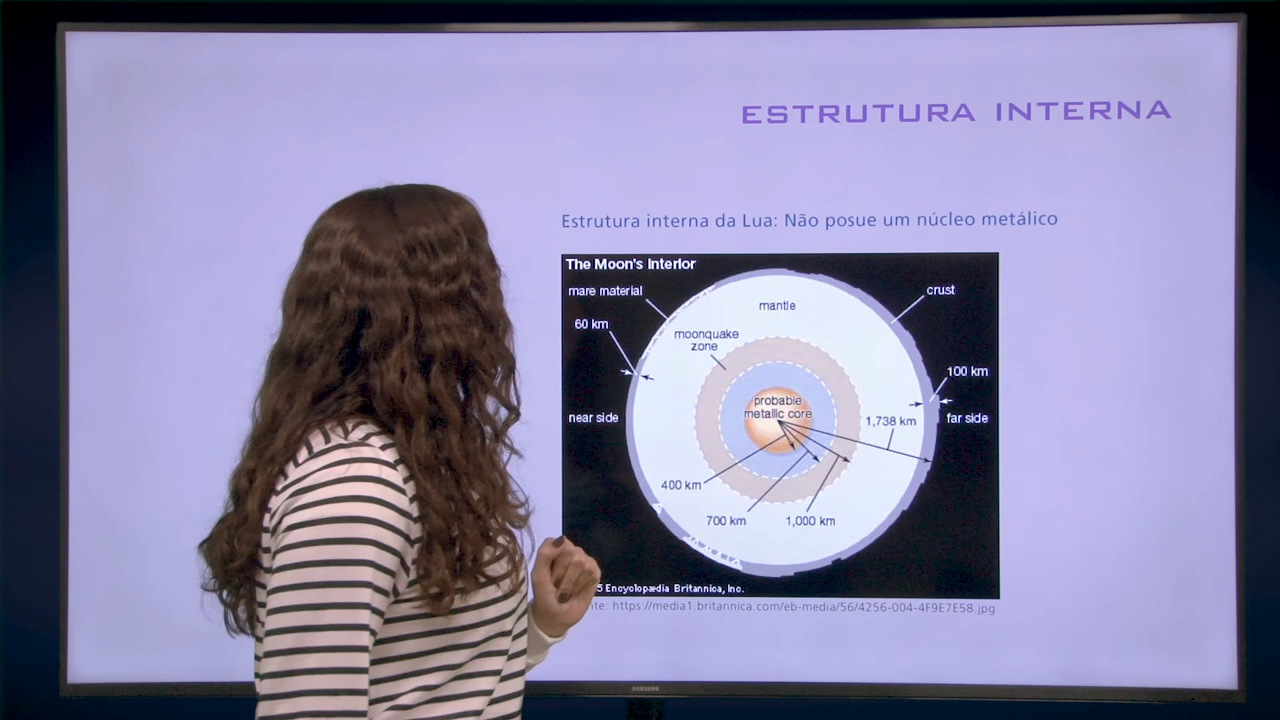 ESTRUTURA INTERNA
Estrutura interna da Lua: Não posue um núcleo metálico
The Moon's Interior
mare material
crust
mantle
60 km
moonquake
zone
100 km
probable
metallic core
near side
1,738 km
far side
400 km
700 km
1,000 km
Encyclopædia Britannica, Inc.
https://media1.britannica.com/eb-media/56/4256-004-4F9E7E58.jpg
SAMSUNG